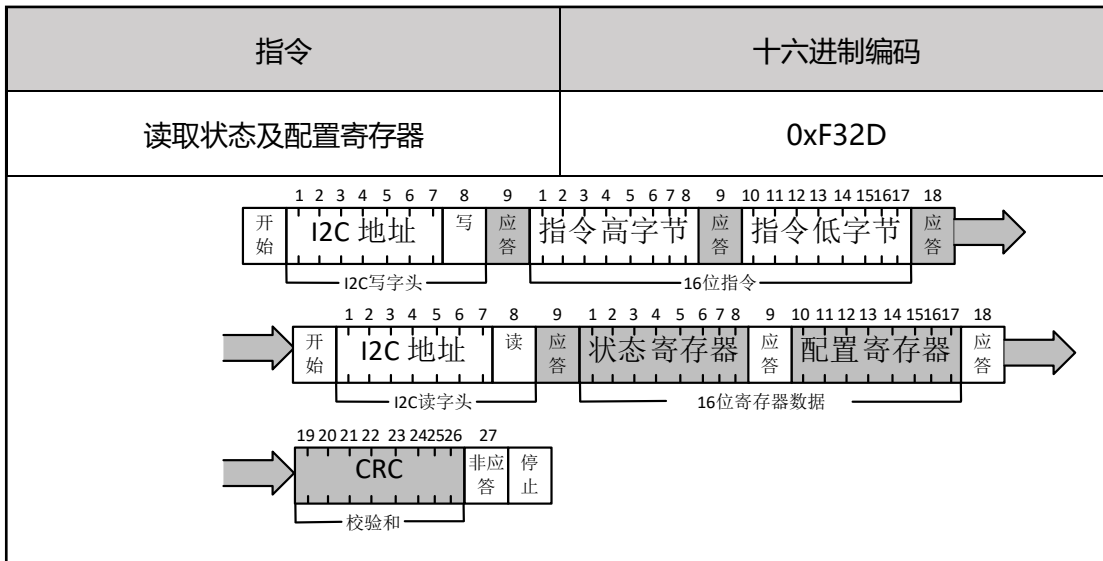 指令 十六进制编码
读取状态及配置寄存器 0xF32D
1 2 3 4 5 6 7 8 9 1 2 3 4 5 6 7 8 9 10 11 12 13 14 15 16 17 18
开始 I2C 地址 写 应答 指令高字节 应答 指令低字节 应答
I2C写字头 16位指令
1 2 3 4 5 6 7 8 9 1 2 3 4 5 6 7 8 9 10 11 12 13 14 15 16 17 18
开始 I2C 地址 读 应答 状态寄存器 应答 配置寄存器 应答
I2C读字头 16位寄存器数据
19 20 21 22 23 24 25 26 27
CRC 非应答 停止
校验和